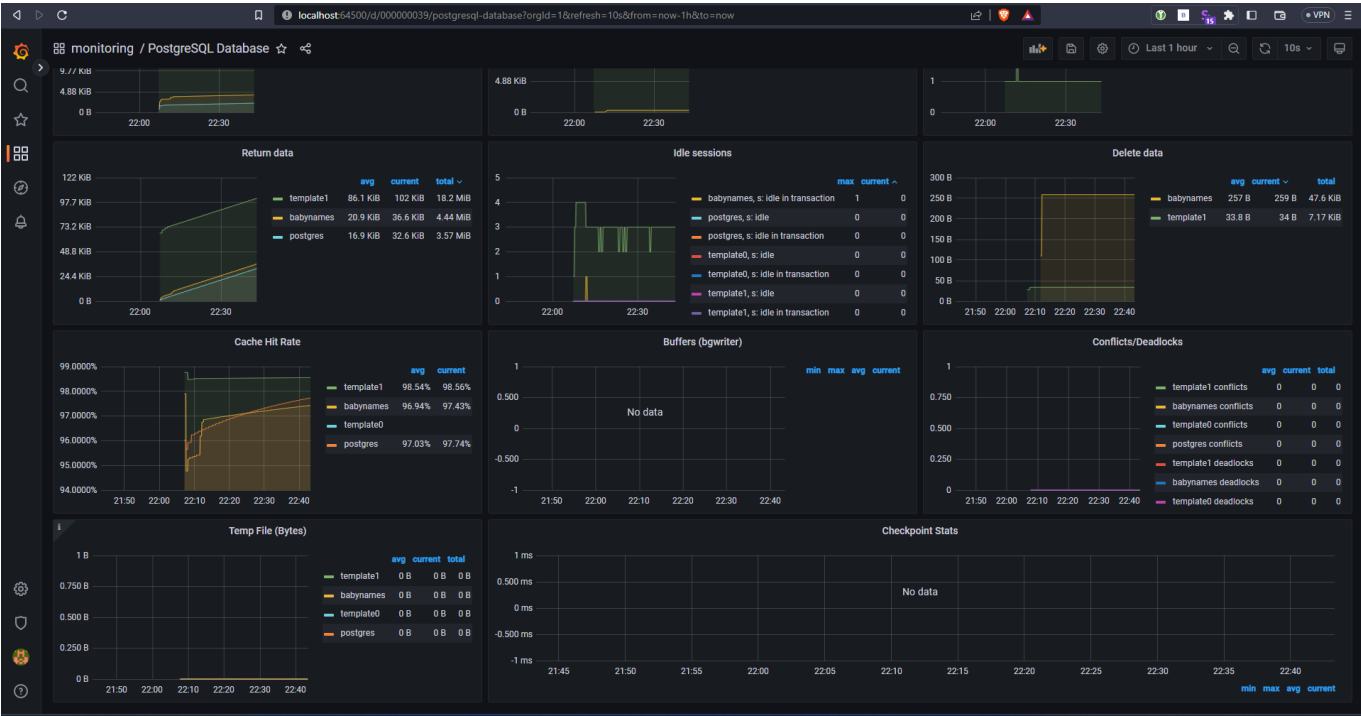 localhost:64500/d/000000039/postgresql-database?orgId=1&refresh=10s&from=now-1h&to=now
15
VPN
monitoring / PostgreSQL Database
Last 1 hour
10s
9.77 KiB
4.88 KiB
0 B
22:00 22:30
4.88 KiB
0 B
22:00 22:30
1
0
22:00 22:30
Return data
avg current total
122 KiB
97.7 KiB
73.2 KiB
48.8 KiB
24.4 KiB
0 B
22:00 22:30
template1 86.1 KiB 102 KiB 18.2 MiB
babynames 20.9 KiB 36.6 KiB 4.44 MiB
postgres 16.9 KiB 32.6 KiB 3.57 MiB
Idle sessions
max current
5
4
3
2
1
0
22:00 22:30
babynames, s: idle in transaction 1 0
postgres, s: idle 0 0
postgres, s: idle in transaction 0 0
template0, s: idle 0 0
template0, s: idle in transaction 0 0
template1, s: idle 0 0
template1, s: idle in transaction 0 0
Delete data
avg current total
300 B
250 B
200 B
150 B
100 B
50 B
0 B
21:50 22:00 22:10 22:20 22:30 22:40
babynames 257 B 259 B 47.6 KiB
template1 33.8 B 34 B 7.17 KiB
Cache Hit Rate
avg current
99.0000%
98.0000%
97.0000%
96.0000%
95.0000%
94.0000%
21:50 22:00 22:10 22:20 22:30 22:40
template1 98.54% 98.56%
babynames 96.94% 97.43%
template0
postgres 97.03% 97.74%
Buffers (bgwriter)
min max avg current
1
0.500
0
-0.500
-1
No data
21:50 22:00 22:10 22:20 22:30 22:40
Conflicts/Deadlocks
avg current total
1
0.750
0.500
0.250
0
21:50 22:00 22:10 22:20 22:30 22:40
template1 conflicts 0 0 0
babynames conflicts 0 0 0
template0 conflicts 0 0 0
postgres conflicts 0 0 0
template1 deadlocks 0 0 0
babynames deadlocks 0 0 0
template0 deadlocks 0 0 0
Temp File (Bytes)
avg current total
1 B
0.750 B
0.500 B
0.250 B
0 B
21:50 22:00 22:10 22:20 22:30 22:40
template1 0 B 0 B 0 B
babynames 0 B 0 B 0 B
template0 0 B 0 B 0 B
postgres 0 B 0 B 0 B
Checkpoint Stats
1 ms
0.500 ms
0 ms
-0.500 ms
-1 ms
No data
21:45 21:50 21:55 22:00 22:05 22:10 22:15 22:20 22:25 22:30 22:35 22:40
min max avg current